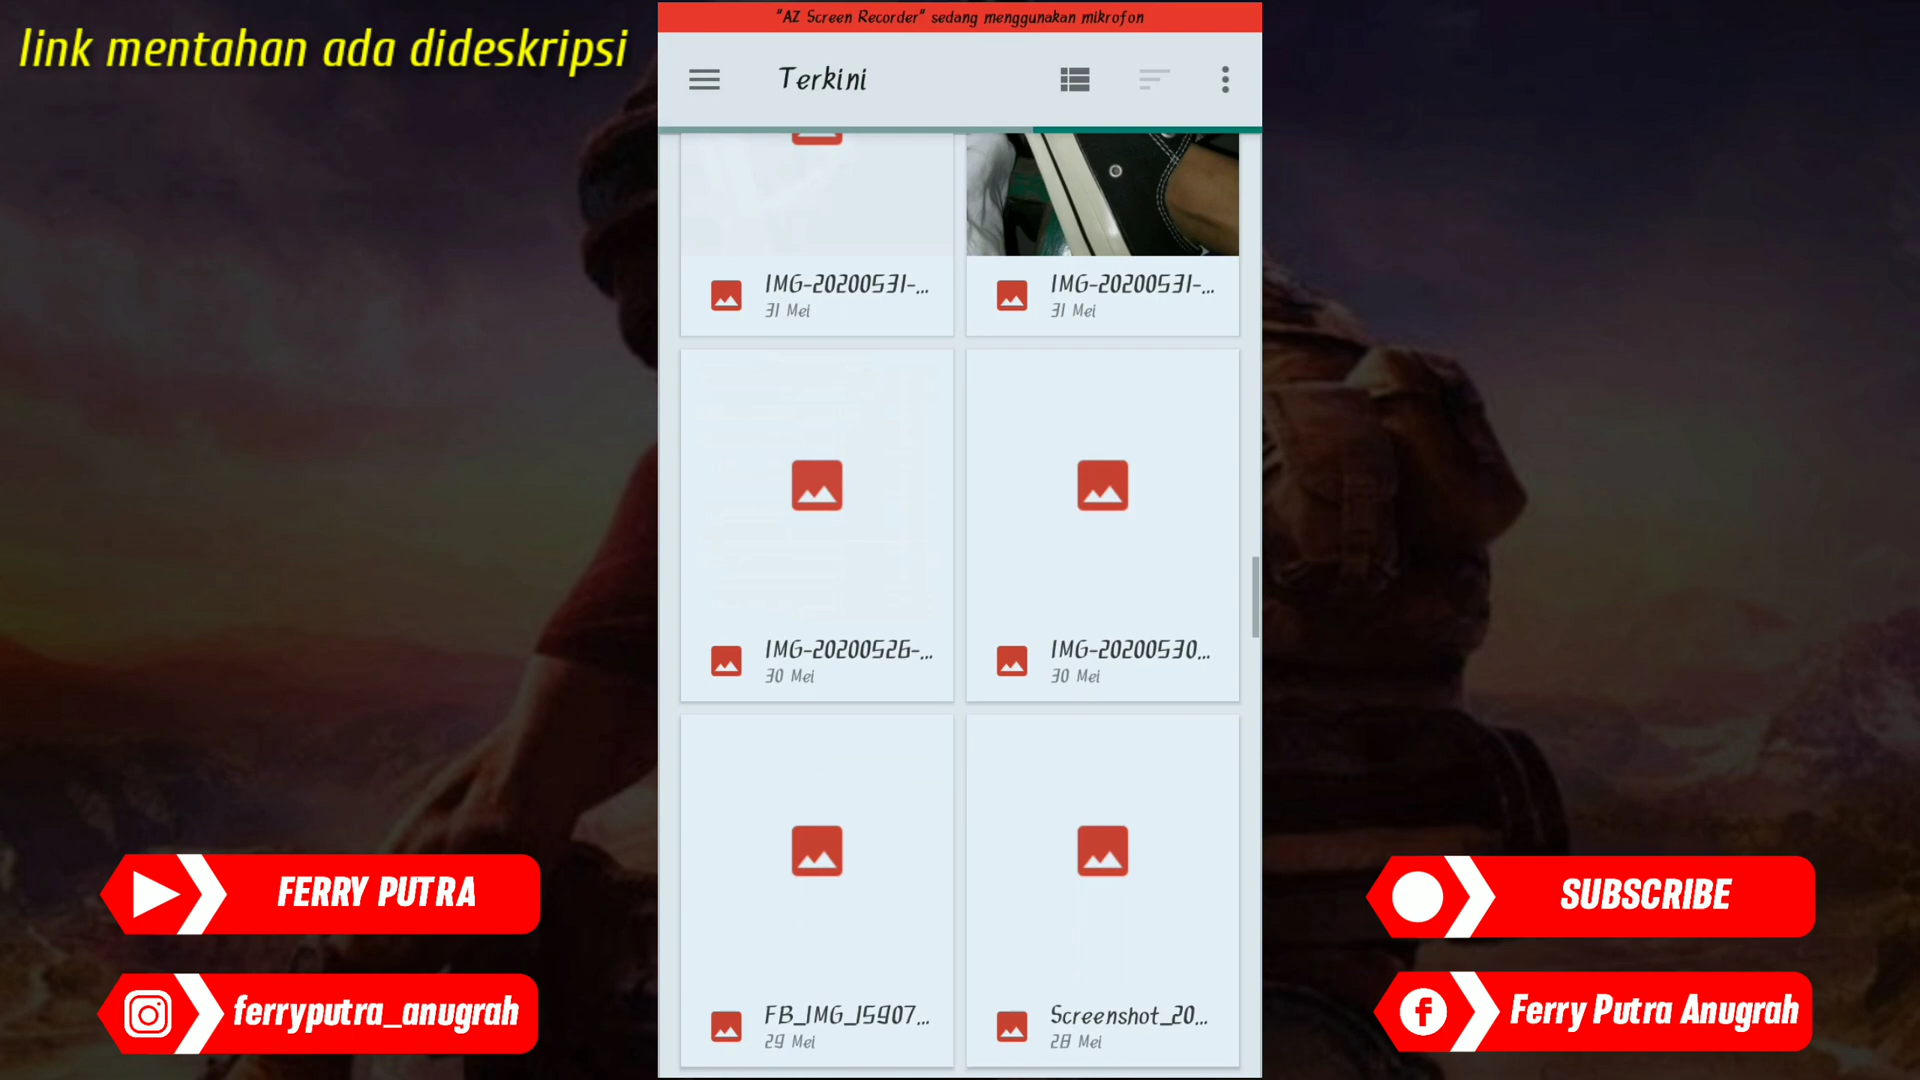 link mentahan ada dideskripsi
"AZ Screen Recorder" sedang menggunakan mikrofon
Terkini
IMG-20200531-...
31 Mei
IMG-20200531-...
31 Mei
IMG-20200526-...
30 Mei
IMG-20200530...
30 Mei
FB_IMG_15907...
29 Mei
Screenshot_20...
28 Mei
FERRY PUTRA
ferryputra_anugrah
SUBSCRIBE
Ferry Putra Anugrah